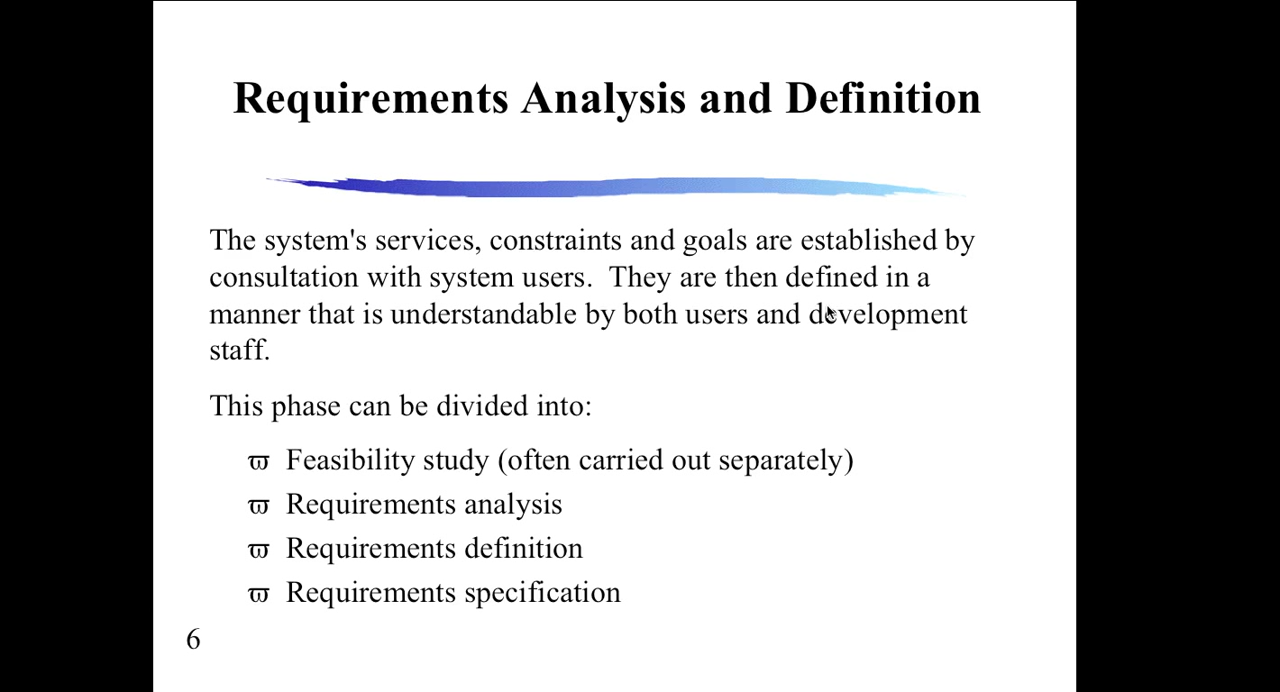 Requirements Analysis and Definition
The system's services, constraints and goals are established by
consultation with system users.  They are then defined in a
manner that is understandable by both users and development
staff.
This phase can be divided into:
ϖ Feasibility study (often carried out separately)
ϖ Requirements analysis
ϖ Requirements definition
ϖ Requirements specification
6